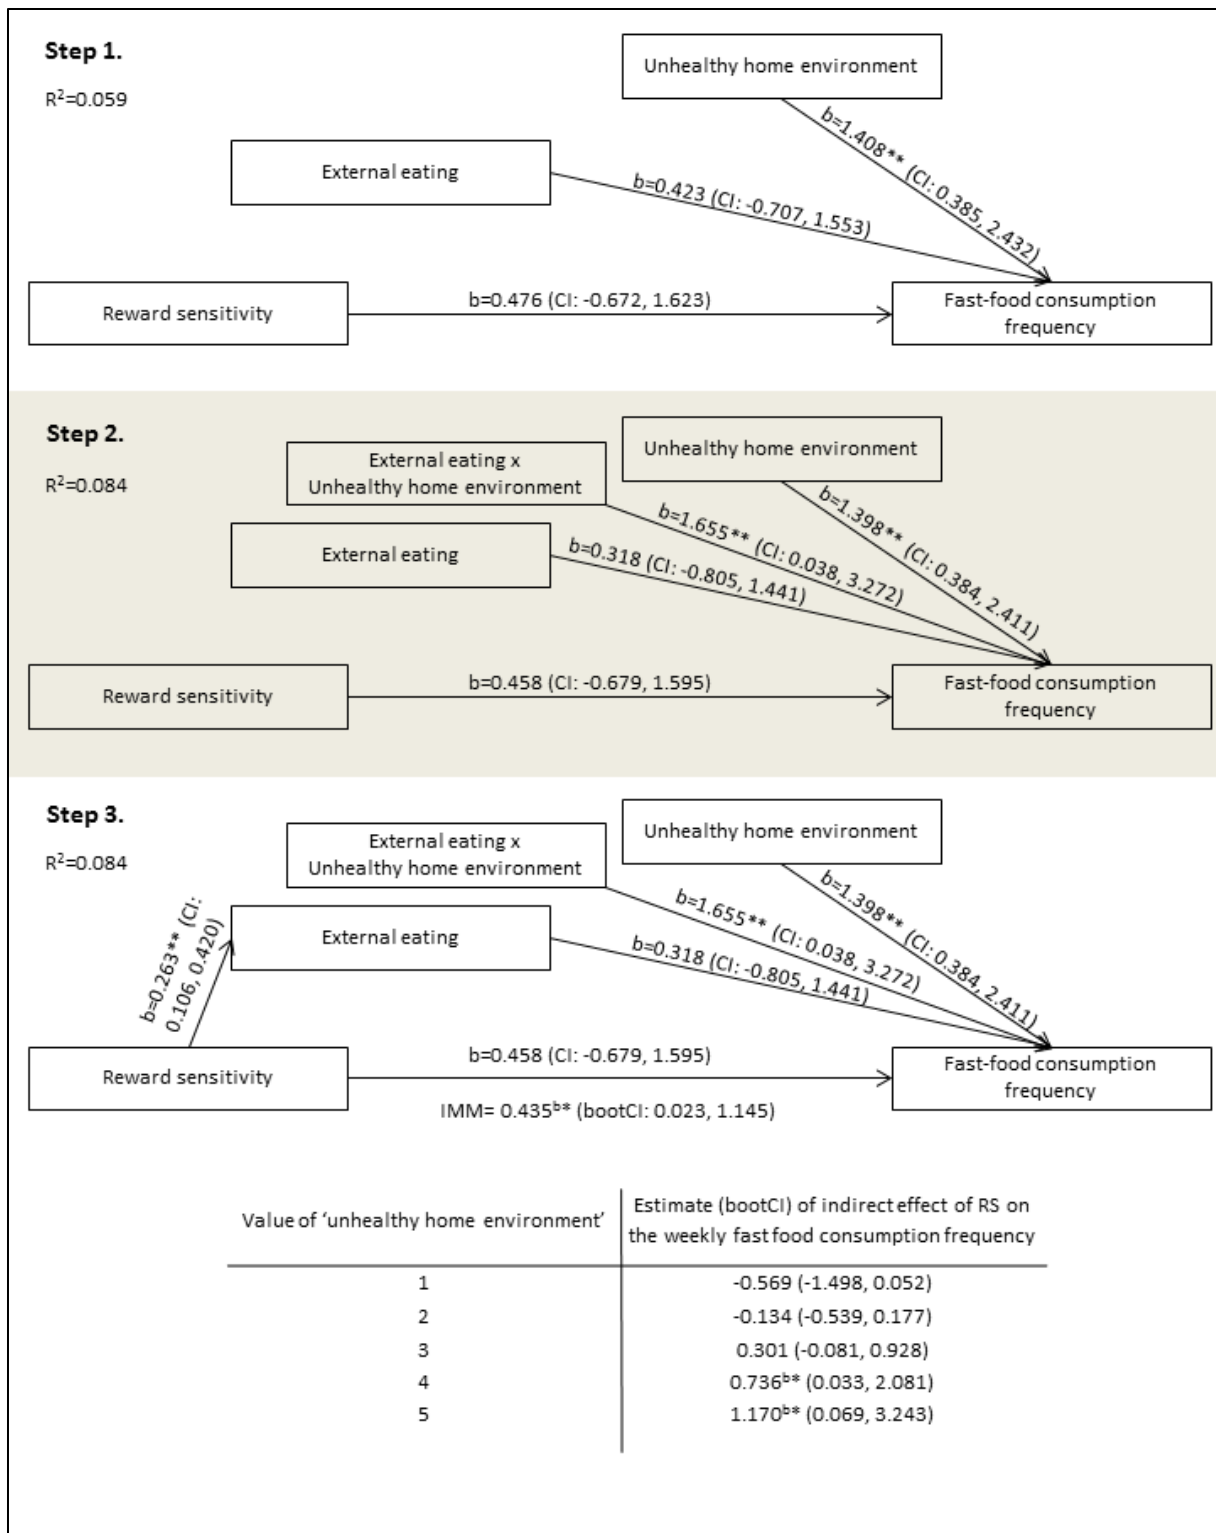 Step 1.
R²=0.059
Unhealthy home environment
External eating
b=1.408** (CI: 0.385, 2.432)
b=0.423 (CI: -0.707, 1.553)
Reward sensitivity
b=0.476 (CI: -0.672, 1.623)
Fast-food consumption
frequency
Step 2.
R²=0.084
Unhealthy home environment
External eating x
Unhealthy home environment
External eating
b=1.398** (CI: 0.384, 2.411)
b=1.655** (CI: 0.038, 3.272)
b=0.318 (CI: -0.805, 1.441)
Reward sensitivity
b=0.458 (CI: -0.679, 1.595)
Fast-food consumption
frequency
Step 3.
R²=0.084
Unhealthy home environment
External eating x
Unhealthy home environment
External eating
b=0.263** (CI:
0.106, 0.420)
b=1.398** (CI: 0.384, 2.411)
b=1.655** (CI: 0.038, 3.272)
b=0.318 (CI: -0.805, 1.441)
Reward sensitivity
b=0.458 (CI: -0.679, 1.595)
Fast-food consumption
frequency
IMM= 0.435ᵇ* (bootCI: 0.023, 1.145)
Value of ‘unhealthy home environment’
Estimate (bootCI) of indirect effect of RS on
the weekly fast food consumption frequency
1 -0.569 (-1.498, 0.052)
2 -0.134 (-0.539, 0.177)
3 0.301 (-0.081, 0.928)
4 0.736ᵇ* (0.033, 2.081)
5 1.170ᵇ* (0.069, 3.243)